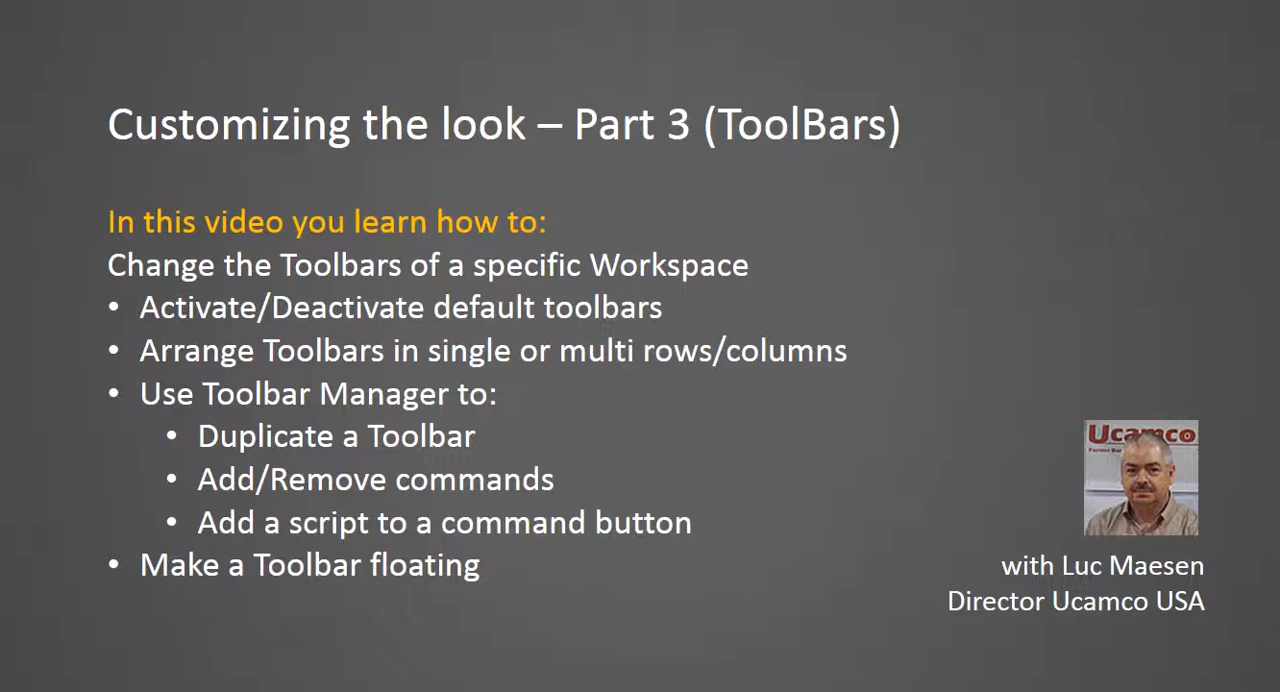 Customizing the look – Part 3 (ToolBars)
In this video you learn how to:
Change the Toolbars of a specific Workspace
• Activate/Deactivate default toolbars
• Arrange Toolbars in single or multi rows/columns
• Use Toolbar Manager to:
• Duplicate a Toolbar
• Add/Remove commands
• Add a script to a command button
• Make a Toolbar floating
Ucamco
with Luc Maesen
Director Ucamco USA